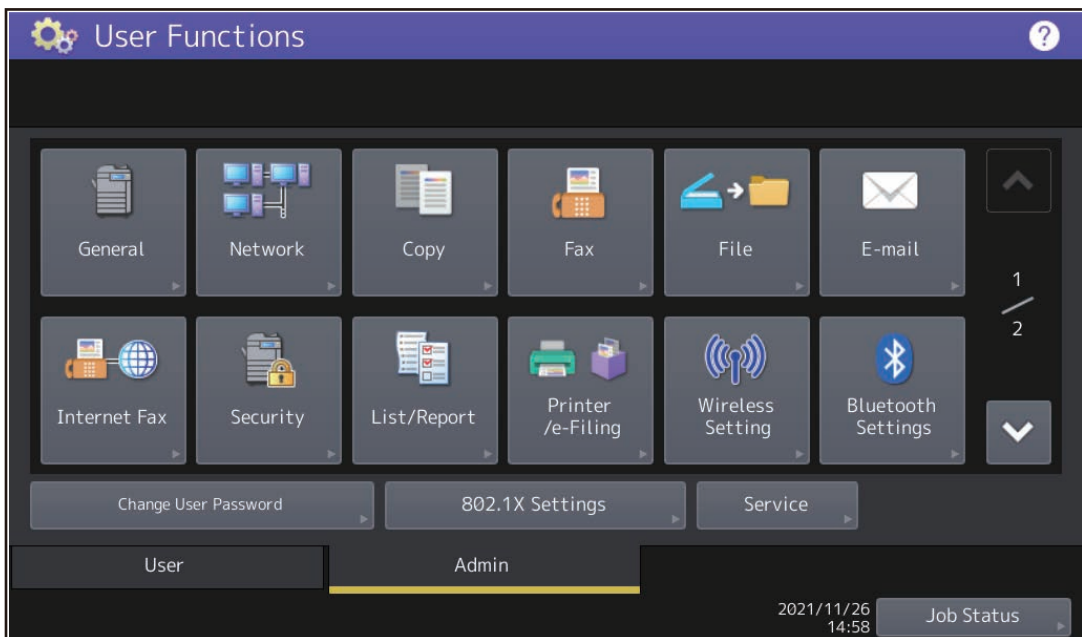 User Functions
?
General
Network
Copy
Fax
File
E-mail
1
2
Internet Fax
Security
List/Report
Printer
/e-Filing
Wireless
Setting
Bluetooth
Settings
Change User Password
802.1X Settings
Service
User
Admin
2021/11/26
14:58
Job Status